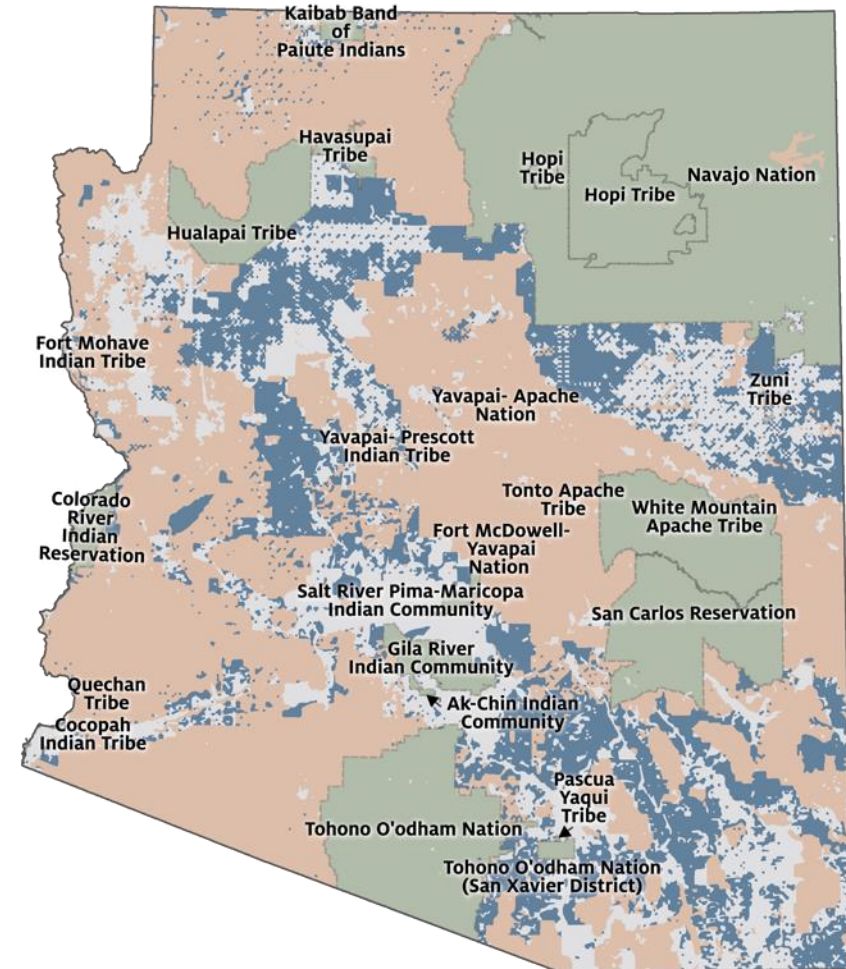 Kaibab Band
of
Paiute Indians
Havasupai
Tribe
Hopi
Tribe
Hopi Tribe
Navajo Nation
Hualapai Tribe
Fort Mohave
Indian Tribe
Zuni
Tribe
Yavapai- Apache
Nation
Yavapai- Prescott
Indian Tribe
Colorado
River
Indian
Reservation
Tonto Apache
Tribe
White Mountain
Apache Tribe
Fort McDowell-
Yavapai
Nation
Salt River Pima-Maricopa
Indian Community
San Carlos Reservation
Gila River
Indian Community
Quechan
Tribe
Cocopah
Indian Tribe
Ak-Chin Indian
Community
Pascua
Yaqui
Tribe
Tohono O'odham Nation
Tohono O'odham Nation
(San Xavier District)